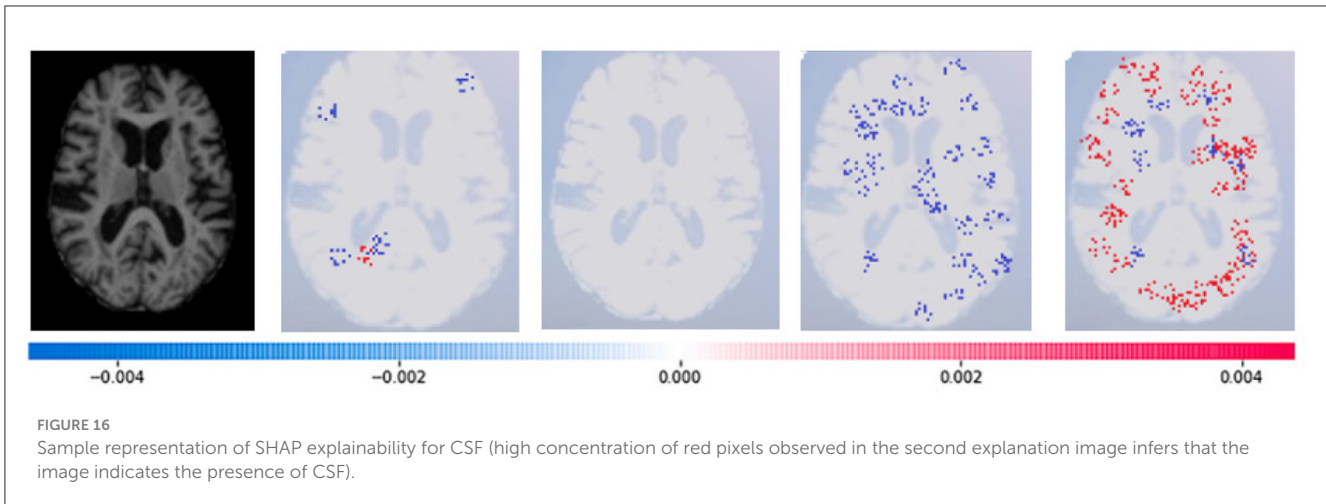 −0.004 −0.002 0.000 0.002 0.004
FIGURE 16
Sample representation of SHAP explainability for CSF (high concentration of red pixels observed in the second explanation image infers that the
image indicates the presence of CSF).